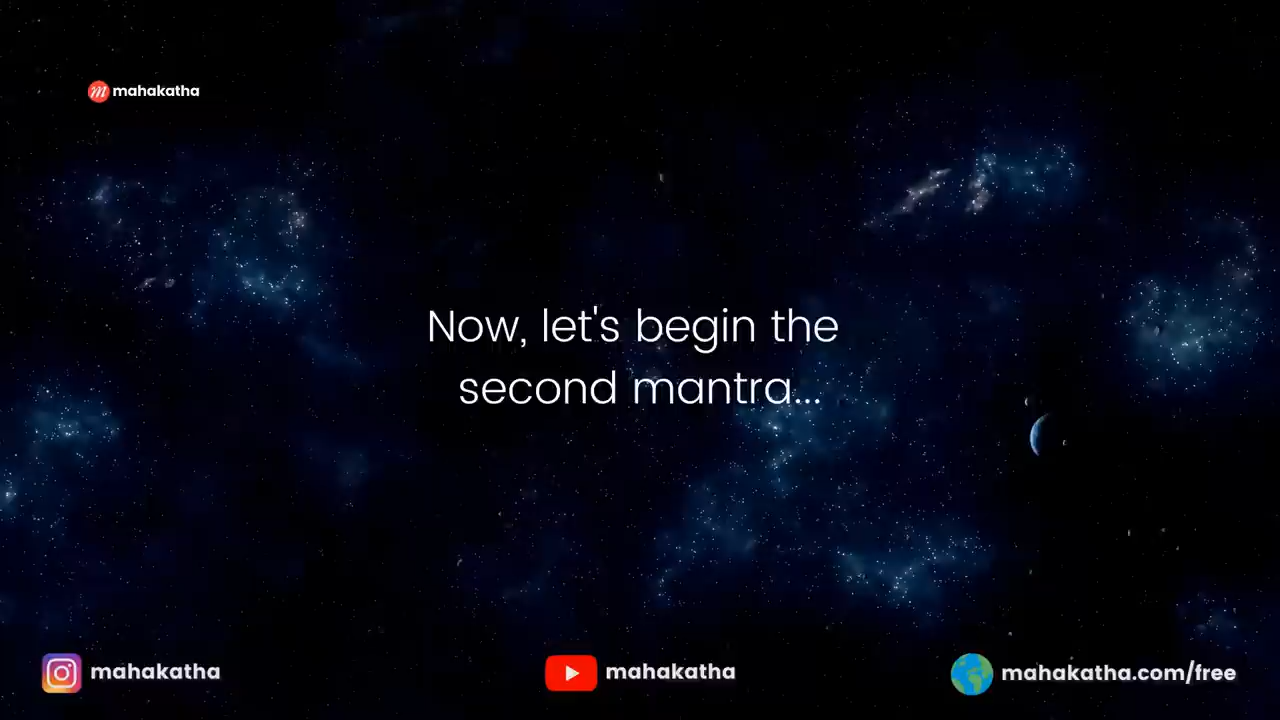 mahakatha
Now, let's begin the
second mantra...
mahakatha
mahakatha
mahakatha.com/free